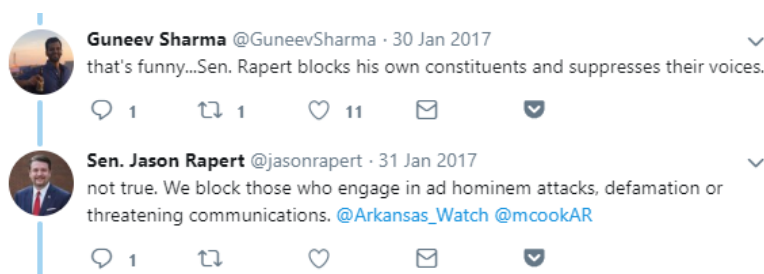 Guneev Sharma @GuneevSharma · 30 Jan 2017
that's funny...Sen. Rapert blocks his own constituents and suppresses their voices.
1 1 11
Sen. Jason Rapert @jasonrapert · 31 Jan 2017
not true. We block those who engage in ad hominem attacks, defamation or
threatening communications. @Arkansas_Watch @mcookAR
1